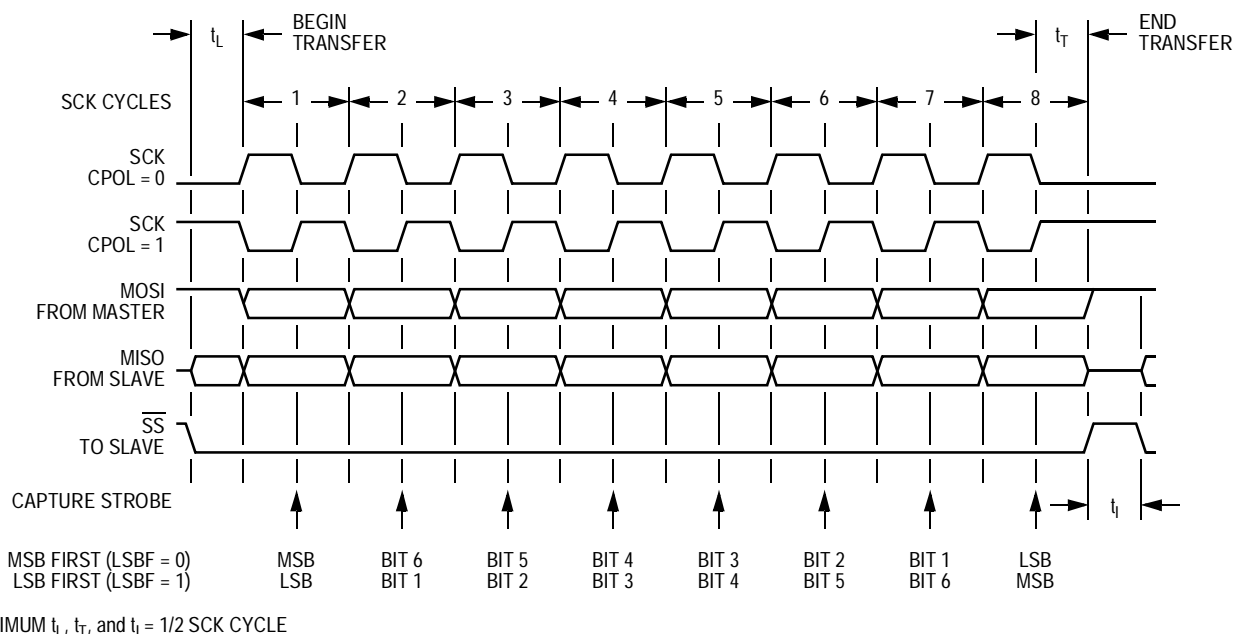 t_L
BEGIN
TRANSFER
t_T
END
TRANSFER
SCK CYCLES
1 2 3 4 5 6 7 8
SCK
CPOL = 0
SCK
CPOL = 1
MOSI
FROM MASTER
MISO
FROM SLAVE
SS
TO SLAVE
CAPTURE STROBE
t_I
MSB FIRST (LSBF = 0) MSB BIT 6 BIT 5 BIT 4 BIT 3 BIT 2 BIT 1 LSB
LSB FIRST (LSBF = 1) LSB BIT 1 BIT 2 BIT 3 BIT 4 BIT 5 BIT 6 MSB
IMUM t_L, t_T, and t_I = 1/2 SCK CYCLE